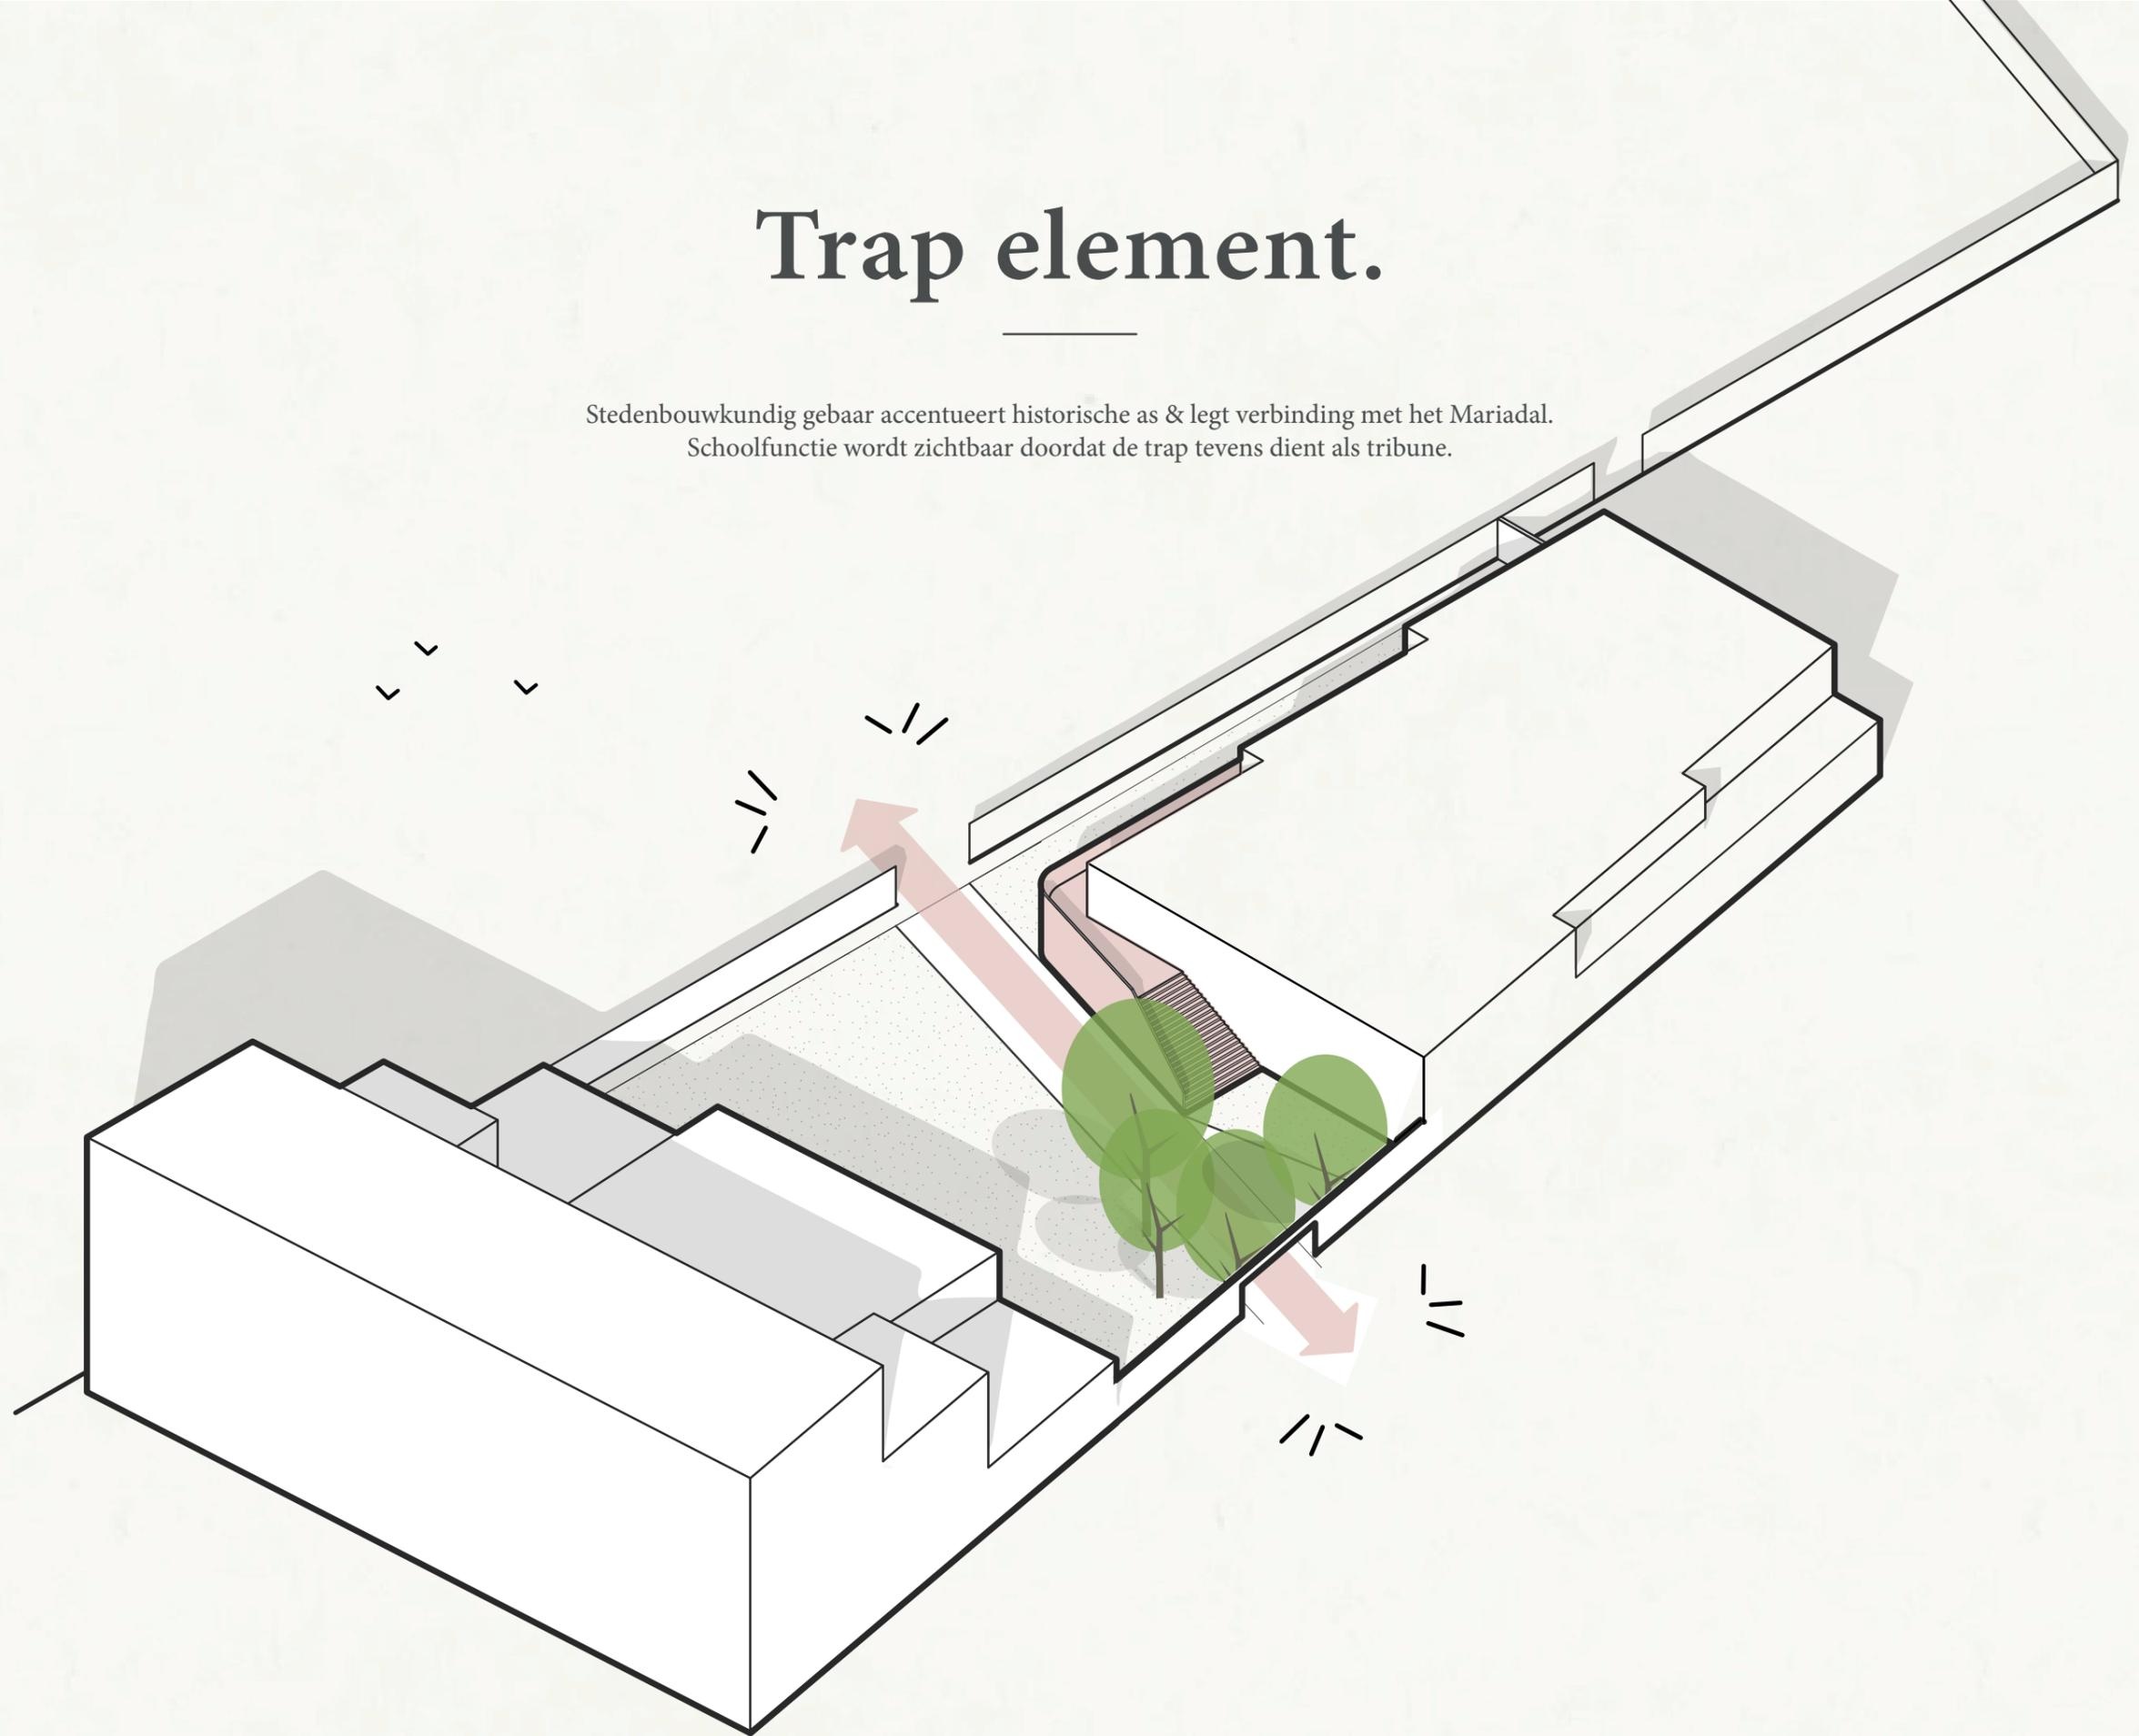 Trap element.
Stedenbouwkundig gebaar accentueert historische as & legt verbinding met het Mariadal.
Schoolfunctie wordt zichtbaar doordat de trap tevens dient als tribune.